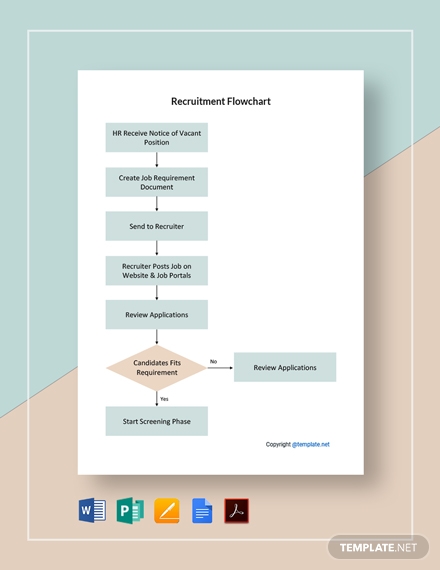 Recruitment Flowchart
HR Receive Notice of Vacant
Position
Create Job Requirement
Document
Send to Recruiter
Recruiter Posts Job on
Website & Job Portals
Review Applications
Candidates Fits
Requirement
No
Review Applications
Yes
Start Screening Phase
Copyright @template.net
W
P
TEMPLATE.NET